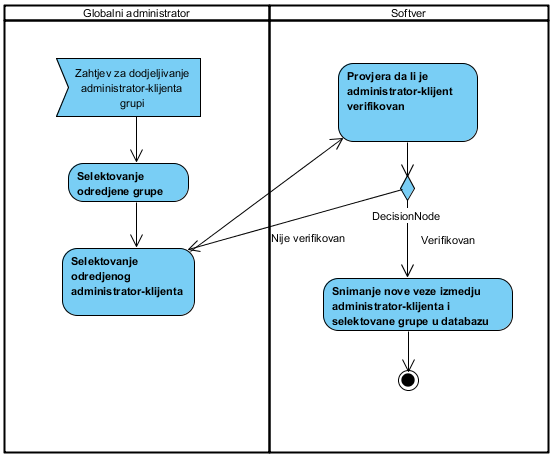 Globalni administrator
Softver
Zahtjev za dodjeljivanje
administrator-klijenta
grupi
Selektovanje
odredjene grupe
Selektovanje
odredjenog
administrator-klijenta
Provjera da li je
administrator-klijent
verifikovan
DecisionNode
Nije verifikovan
Verifikovan
Snimanje nove veze izmedju
administrator-klijenta i
selektovane grupe u databazu